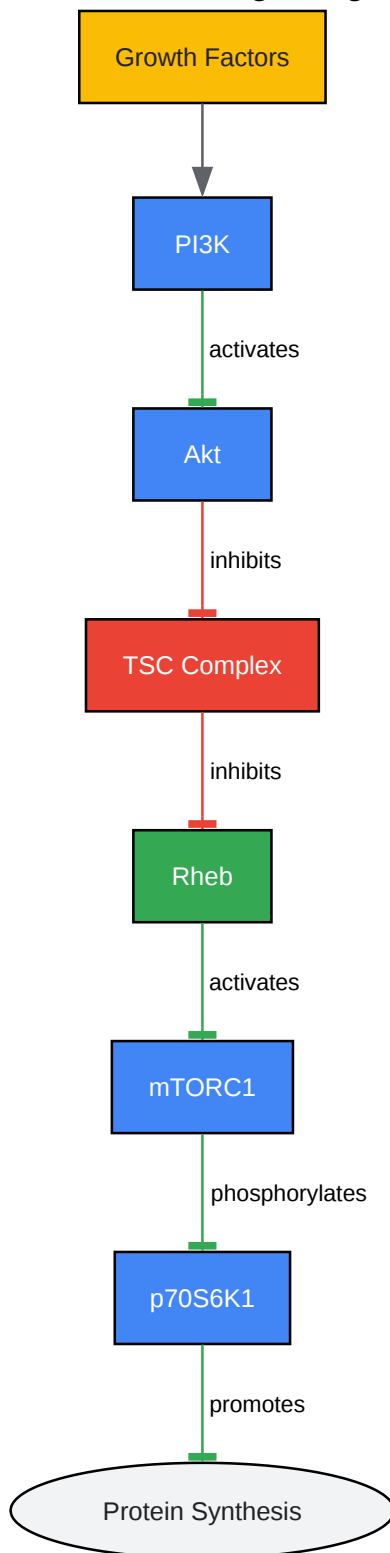 Growth Factors
PI3K
activates
Akt
inhibits
TSC Complex
inhibits
Rheb
activates
mTORC1
phosphorylates
p70S6K1
promotes
Protein Synthesis